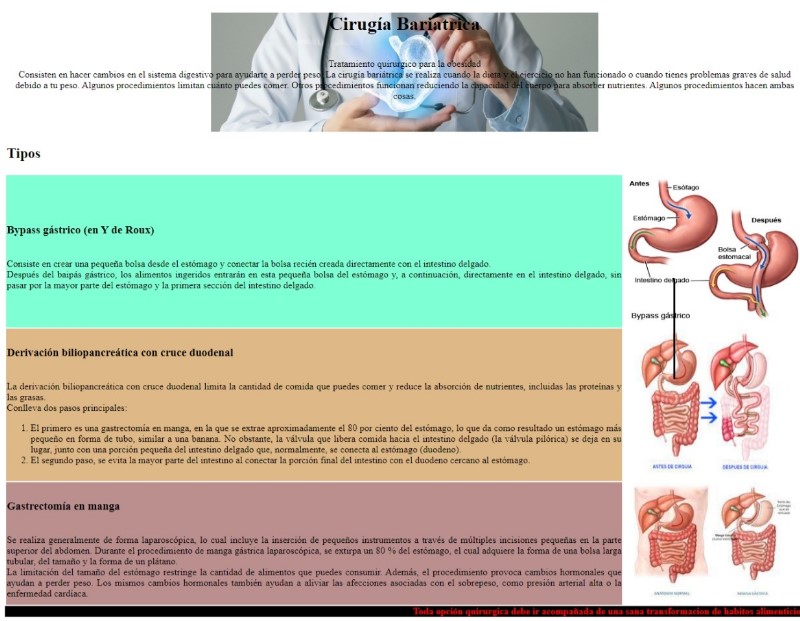 Cirugía Bariatrica
Tratamiento quirurgico para la obesidad
Consisten en hacer cambios en el sistema digestivo para ayudarte a perder peso. La cirugía bariátrica se realiza cuando la dieta y el ejercicio no han funcionado o cuando tienes problemas graves de salud
debido a tu peso. Algunos procedimientos limitan cuánto puedes comer. Otros procedimientos funcionan reduciendo la capacidad del cuerpo para absorber nutrientes. Algunos procedimientos hacen ambas
cosas.
Tipos
Bypass gástrico (en Y de Roux)
Consiste en crear una pequeña bolsa desde el estómago y conectar la bolsa recién creada directamente con el intestino delgado.
Después del baipás gástrico, los alimentos ingeridos entrarán en esta pequeña bolsa del estómago y, a continuación, directamente en el intestino delgado, sin
pasar por la mayor parte del estómago y la primera sección del intestino delgado.
Antes
Esófago
Estómago
Después
Bolsa
estomacal
Intestino delgado
Bypass gástrico
Derivación biliopancreática con cruce duodenal
La derivación biliopancreática con cruce duodenal limita la cantidad de comida que puedes comer y reduce la absorción de nutrientes, incluidas las proteínas y
las grasas.
Conlleva dos pasos principales:
1. El primero es una gastrectomía en manga, en la que se extrae aproximadamente el 80 por ciento del estómago, lo que da como resultado un estómago más
pequeño en forma de tubo, similar a una banana. No obstante, la válvula que libera comida hacia el intestino delgado (la válvula pilórica) se deja en su
lugar, junto con una porción pequeña del intestino delgado que, normalmente, se conecta al estómago (duodeno).
2. El segundo paso, se evita la mayor parte del intestino al conectar la porción final del intestino con el duodeno cercano al estómago.
ANTES DE CIRGUIA
DESPUES DE CIRGUIA
Gastrectomía en manga
Se realiza generalmente de forma laparoscópica, lo cual incluye la inserción de pequeños instrumentos a través de múltiples incisiones pequeñas en la parte
superior del abdomen. Durante el procedimiento de manga gástrica laparoscópica, se extirpa un 80 % del estómago, el cual adquiere la forma de una bolsa larga
tubular, del tamaño y la forma de un plátano.
La limitación del tamaño del estómago restringe la cantidad de alimentos que puedes consumir. Además, el procedimiento provoca cambios hormonales que
ayudan a perder peso. Los mismos cambios hormonales también ayudan a aliviar las afecciones asociadas con el sobrepeso, como presión arterial alta o la
enfermedad cardíaca.
Toda opción quirurgica debe ir acompañada de una sana transformacion de habitos alimenticio